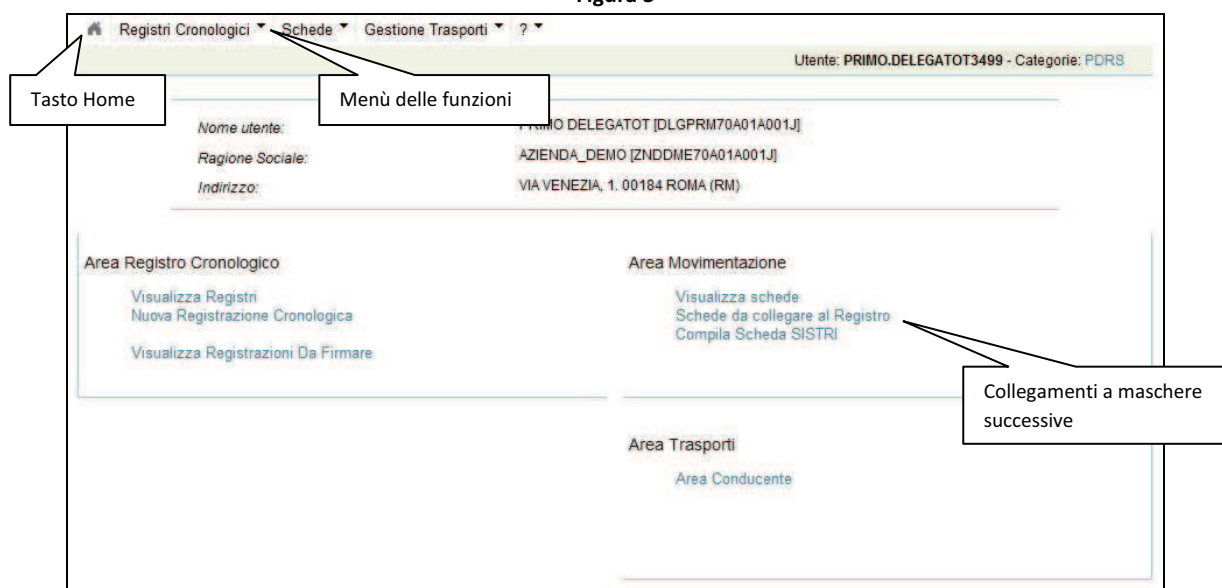 Registri Cronologici Schede Gestione Trasporti ?
Utente: PRIMO.DELEGATOT3499 - Categorie: PDRS
Tasto Home
Menù delle funzioni
Nome utente: PRIMO DELEGATOT [DLGPRM70A01A001J]
Ragione Sociale: AZIENDA_DEMO [ZNDDME70A01A001J]
Indirizzo: VIA VENEZIA, 1. 00184 ROMA (RM)
Area Registro Cronologico
Visualizza Registri
Nuova Registrazione Cronologica
Visualizza Registrazioni Da Firmare
Area Movimentazione
Visualizza schede
Schede da collegare al Registro
Compila Scheda SISTRI
Collegamenti a maschere
successive
Area Trasporti
Area Conducente